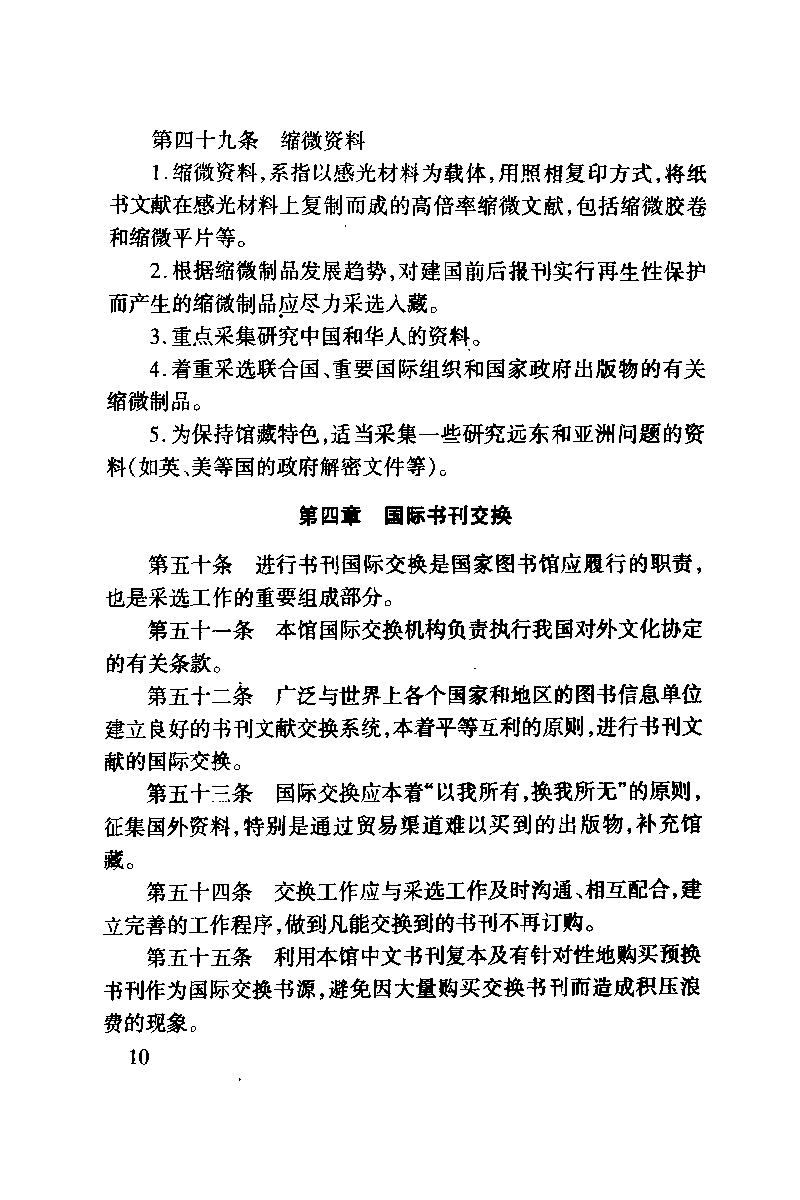 第四十九条　缩微资料
1.缩微资料,系指以感光材料为载体,用照相复印方式,将纸
书文献在感光材料上复制而成的高倍率缩微文献,包括缩微胶卷
和缩微平片等。
2.根据缩微制品发展趋势,对建国前后报刊实行再生性保护
而产生的缩微制品应尽力采选入藏。
3.重点采集研究中国和华人的资料。
4.着重采选联合国、重要国际组织和国家政府出版物的有关
缩微制品。
5.为保持馆藏特色,适当采集一些研究远东和亚洲问题的资
料(如英、美等国的政府解密文件等)。
第四章　国际书刊交换
第五十条　进行书刊国际交换是国家图书馆应履行的职责,
也是采选工作的重要组成部分。
第五十一条　本馆国际交换机构负责执行我国对外文化协定
的有关条款。
第五十二条　广泛与世界上各个国家和地区的图书信息单位
建立良好的书刊文献交换系统,本着平等互利的原则,进行书刊文
献的国际交换。
第五十三条　国际交换应本着“以我所有,换我所无”的原则,
征集国外资料,特别是通过贸易渠道难以买到的出版物,补充馆
藏。
第五十四条　交换工作应与采选工作及时沟通、相互配合,建
立完善的工作程序,做到凡能交换到的书刊不再订购。
第五十五条　利用本馆中文书刊复本及有针对性地购买预换
书刊作为国际交换书源,避免因大量购买交换书刊而造成积压浪
费的现象。
10